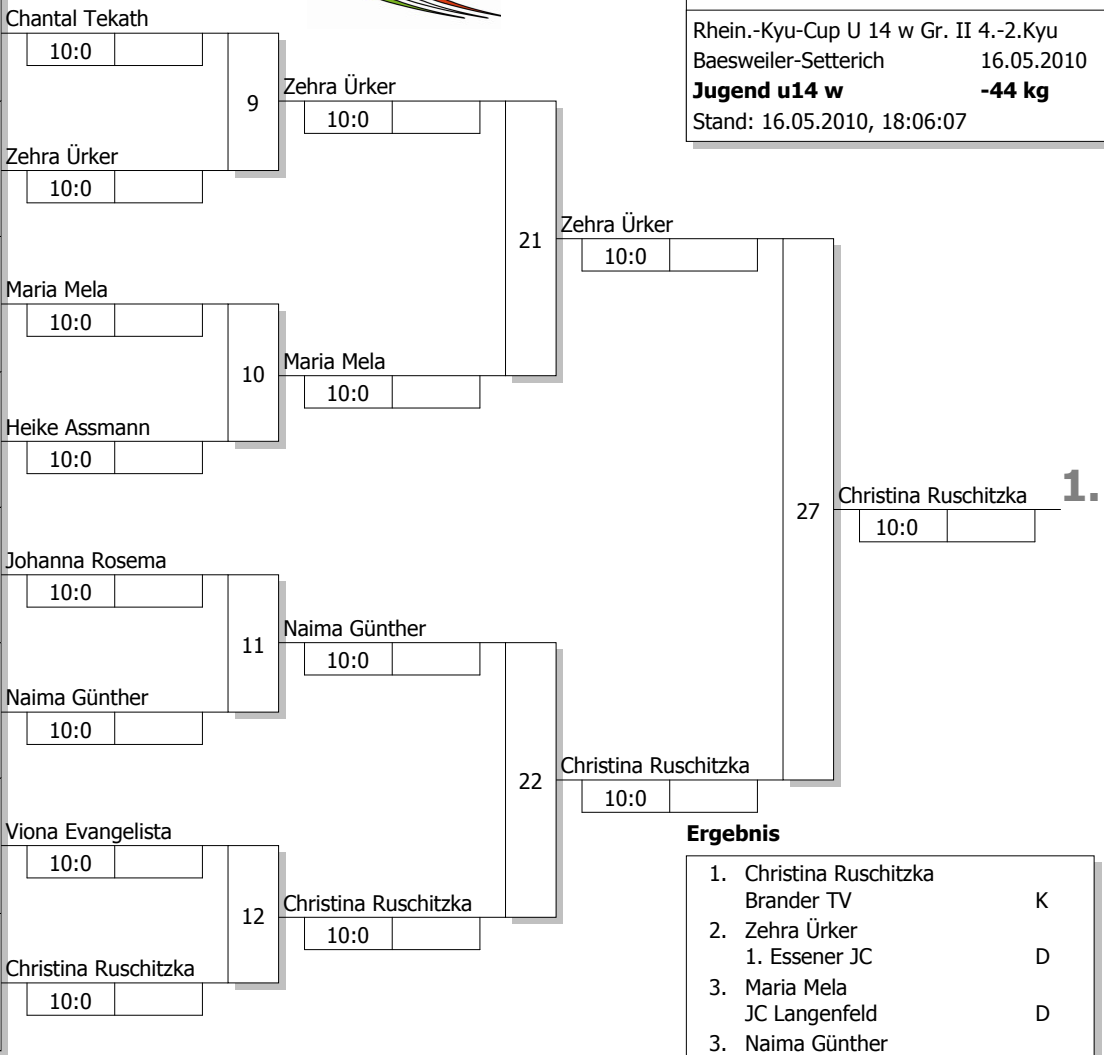 Chantal Tekath
10:0
9
Zehra Ürker
10:0
Zehra Ürker
10:0
Maria Mela
10:0
10
Maria Mela
10:0
Heike Assmann
10:0
21
Zehra Ürker
10:0
Johanna Rosema
10:0
11
Naima Günther
10:0
Naima Günther
10:0
Viona Evangelista
10:0
12
Christina Ruschitzka
10:0
Christina Ruschitzka
10:0
22
Christina Ruschitzka
10:0
27
Christina Ruschitzka 1.
10:0
Rhein.-Kyu-Cup U 14 w Gr. II 4.-2.Kyu
Baesweiler-Setterich 16.05.2010
Jugend u14 w -44 kg
Stand: 16.05.2010, 18:06:07
Ergebnis
1. Christina Ruschitzka
Brander TV K
2. Zehra Ürker
1. Essener JC D
3. Maria Mela
JC Langenfeld D
3. Naima Günther